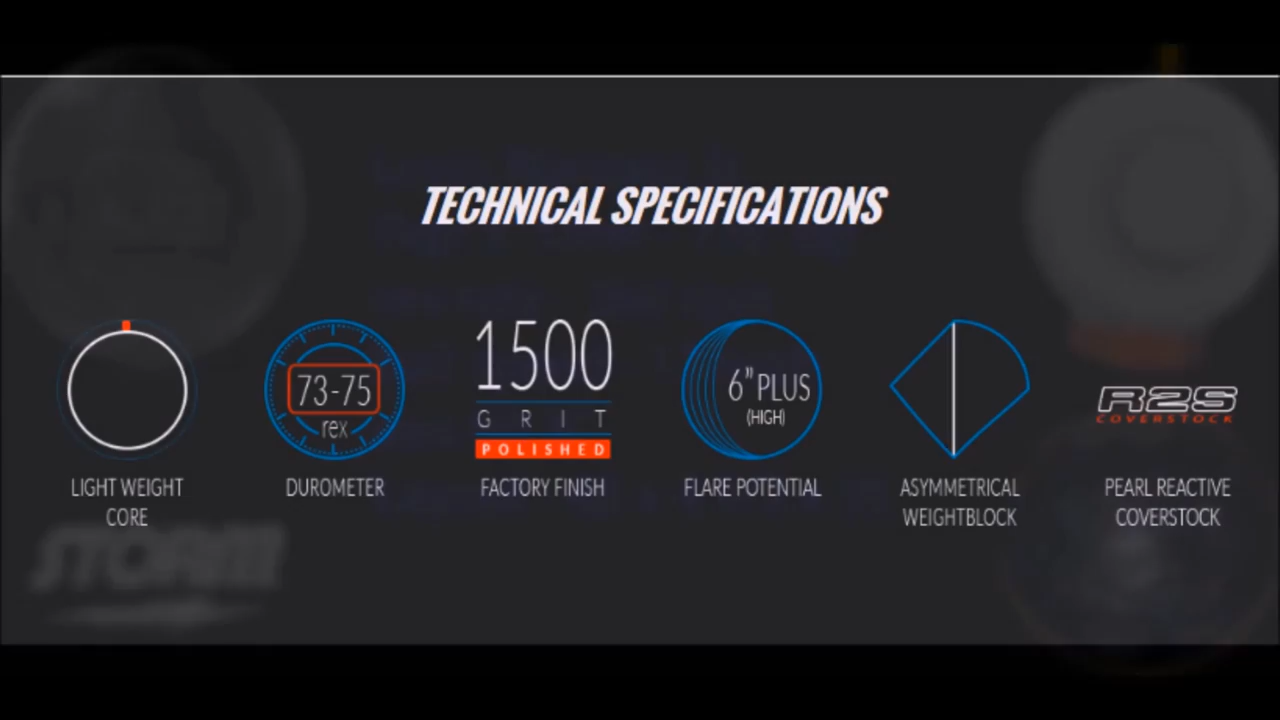 TECHNICAL SPECIFICATIONS
73-75
rex
1500
GRIT
POLISHED
6” PLUS
(HIGH)
R2S
COVERSTOCK
LIGHT WEIGHT
CORE
DUROMETER
FACTORY FINISH
FLARE POTENTIAL
ASYMMETRICAL
WEIGHTBLOCK
PEARL REACTIVE
COVERSTOCK
STORM